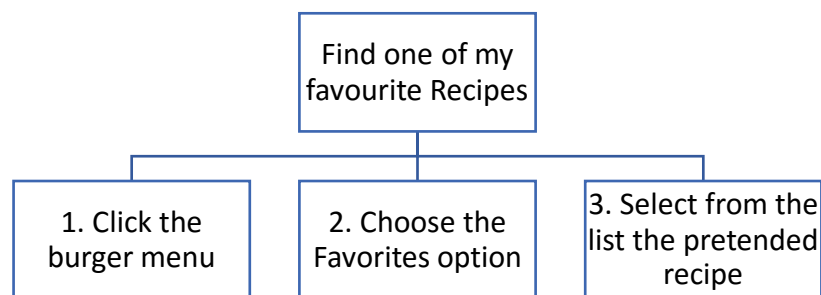 Find one of my
favourite Recipes
1. Click the
burger menu
2. Choose the
Favorites option
3. Select from the
list the pretended
recipe